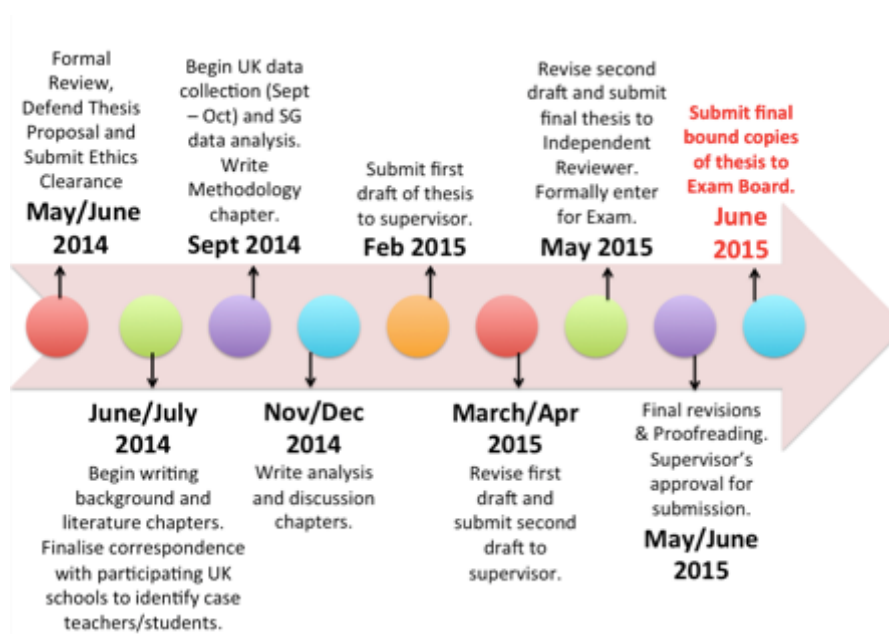 Formal
Review,
Defend Thesis
Proposal and
Submit Ethics
Clearance
May/June
2014
Begin UK data
collection (Sept
– Oct) and SG
data analysis.
Write
Methodology
chapter.
Sept 2014
Submit first
draft of thesis
to supervisor.
Feb 2015
Revise second
draft and submit
final thesis to
Independent
Reviewer.
Formally enter
for Exam.
May 2015
Submit final
bound copies
of thesis to
Exam Board.
June
2015
June/July
2014
Begin writing
background and
literature chapters.
Finalise correspondence
with participating UK
schools to identify case
teachers/students.
Nov/Dec
2014
Write analysis
and discussion
chapters.
March/Apr
2015
Revise first
draft and
submit second
draft to
supervisor.
Final revisions
& Proofreading.
Supervisor's
approval for
submission.
May/June
2015